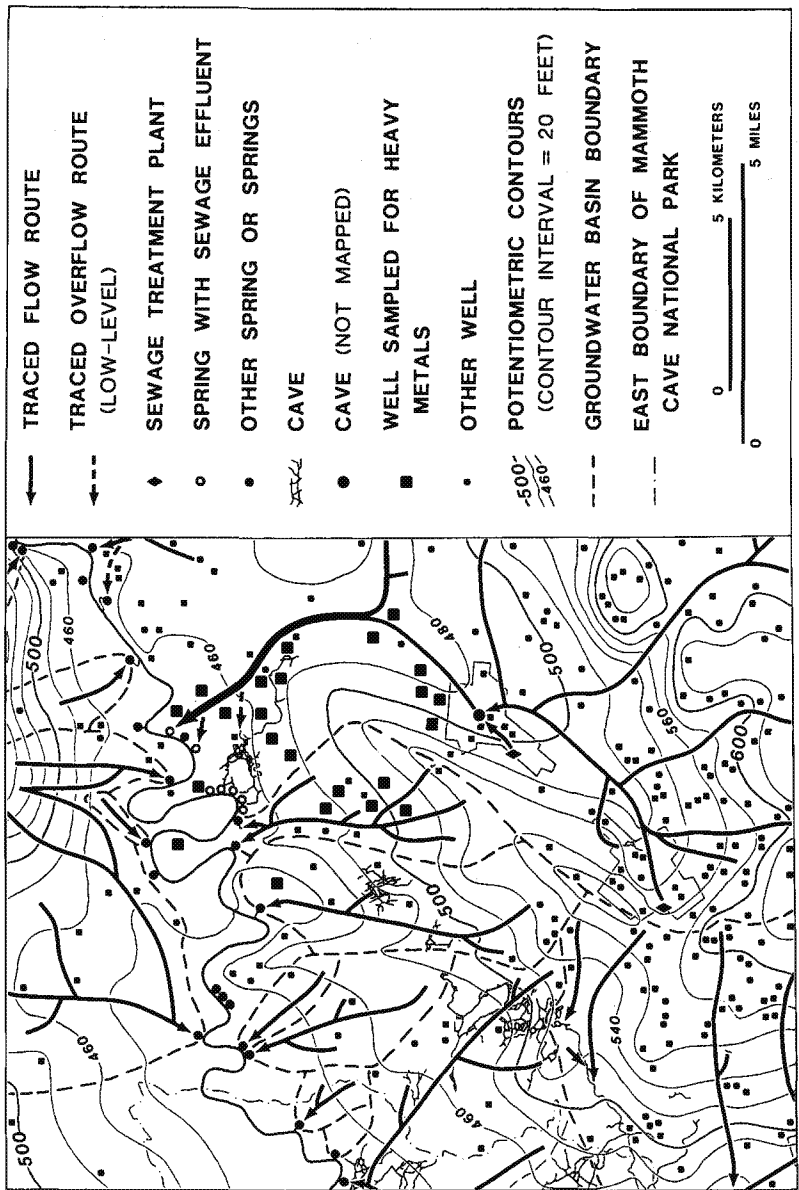 TRACED FLOW ROUTE
TRACED OVERFLOW ROUTE
(LOW-LEVEL)
SEWAGE TREATMENT PLANT
SPRING WITH SEWAGE EFFLUENT
OTHER SPRING OR SPRINGS
CAVE
CAVE (NOT MAPPED)
WELL SAMPLED FOR HEAVY
METALS
OTHER WELL
-500-
460
POTENTIOMETRIC CONTOURS
(CONTOUR INTERVAL = 20 FEET)
GROUNDWATER BASIN BOUNDARY
EAST BOUNDARY OF MAMMOTH
CAVE NATIONAL PARK
0
5 KILOMETERS
0
5 MILES
500
460
460
480
500
560
600
500
540
460
460
500